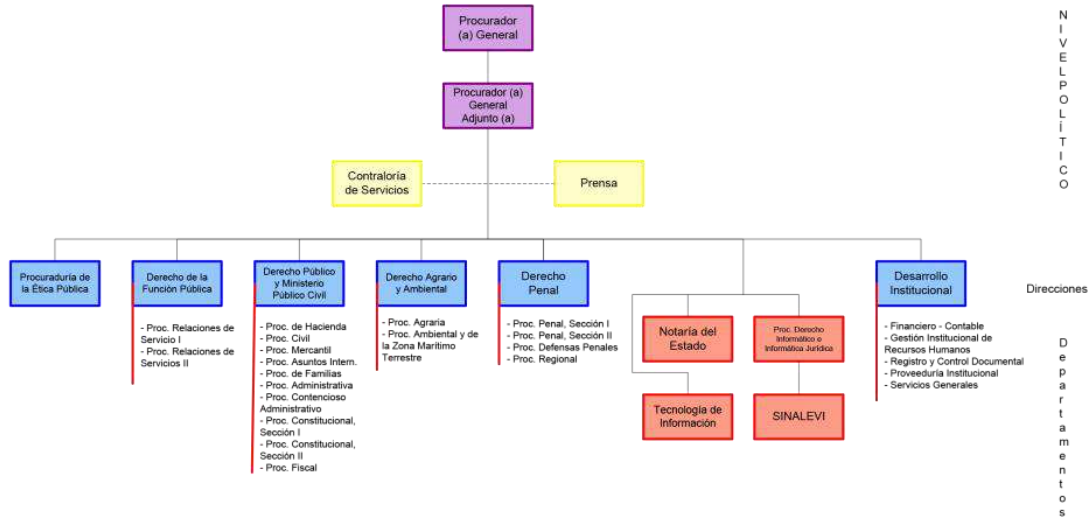 Procurador
(a) General
Procurador (a)
General
Adjunto (a)
NIVELPOLÍTICO
Contraloría
de Servicios
Prensa
Procuraduría de
la Ética Pública
Derecho de la
Función Pública
- Proc. Relaciones de
Servicio I
- Proc. Relaciones de
Servicios II
Derecho Público
y Ministerio
Público Civil
- Proc. de Hacienda
- Proc. Civil
- Proc. Mercantil
- Proc. Asuntos Intern.
- Proc. de Familias
- Proc. Administrativa
- Proc. Contencioso
Administrativo
- Proc. Constitucional,
Sección I
- Proc. Constitucional,
Sección II
- Proc. Fiscal
Derecho Agrario
y Ambiental
- Proc. Agraria
- Proc. Ambiental y de
la Zona Marítimo
Terrestre
Derecho
Penal
- Proc. Penal, Sección I
- Proc. Penal, Sección II
- Proc. Defensas Penales
- Proc. Regional
Notaría del
Estado
Proc. Derecho
Informático e
Informática Jurídica
Tecnología de
Información
SINALEVI
Desarrollo
Institucional
- Financiero - Contable
- Gestión Institucional de
Recursos Humanos
- Registro y Control Documental
- Proveeduría Institucional
- Servicios Generales
Direcciones
Departamentos